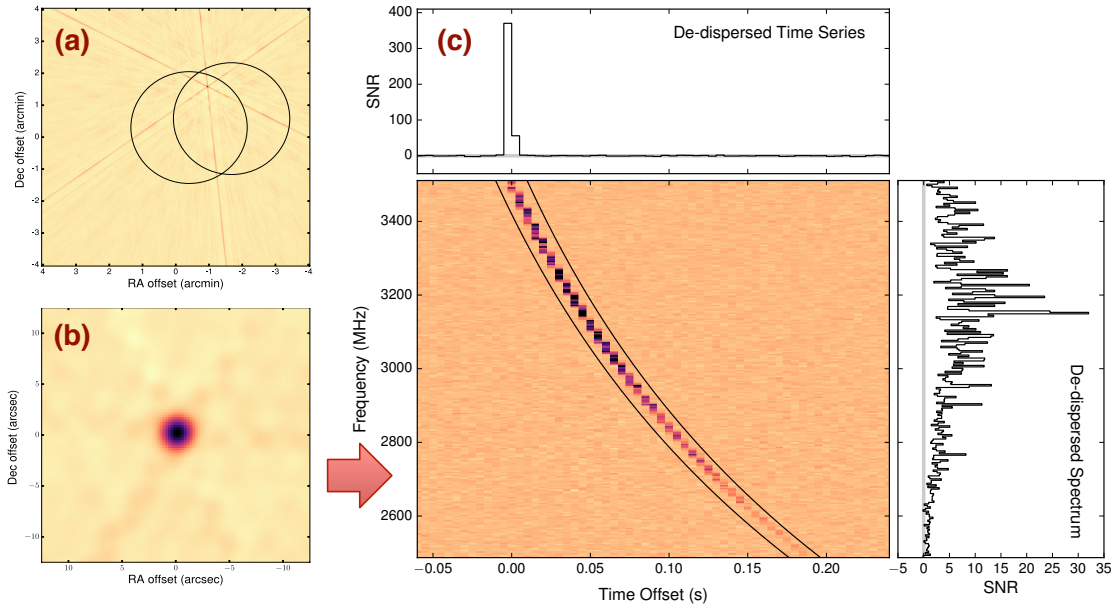 (a)
4
3
2
1
0
−1
−2
−3
−4
Dec offset (arcmin)
4 3 2 1 0 −1 −2 −3 −4
RA offset (arcmin)
(b)
10
5
0
−5
−10
Dec offset (arcsec)
10 5 0 −5 −10
RA offset (arcsec)
(c)
De-dispersed Time Series
400
300
200
100
0
SNR
3400
3200
3000
2800
2600
Frequency (MHz)
−0.05 0.00 0.05 0.10 0.15 0.20
Time Offset (s)
De-dispersed Spectrum
−5 0 5 10 15 20 25 30 35
SNR